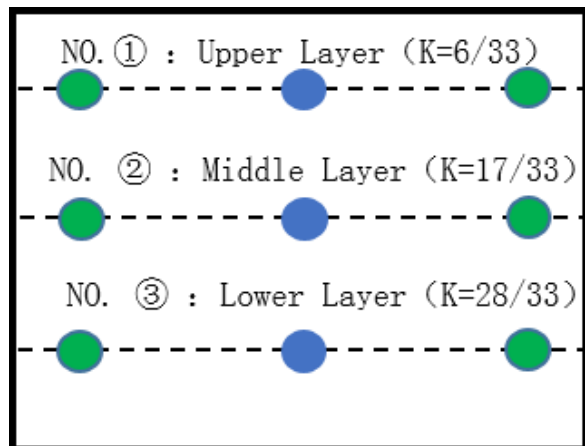 NO.① : Upper Layer (K=6/33)
NO. ② : Middle Layer (K=17/33)
NO. ③ : Lower Layer (K=28/33)